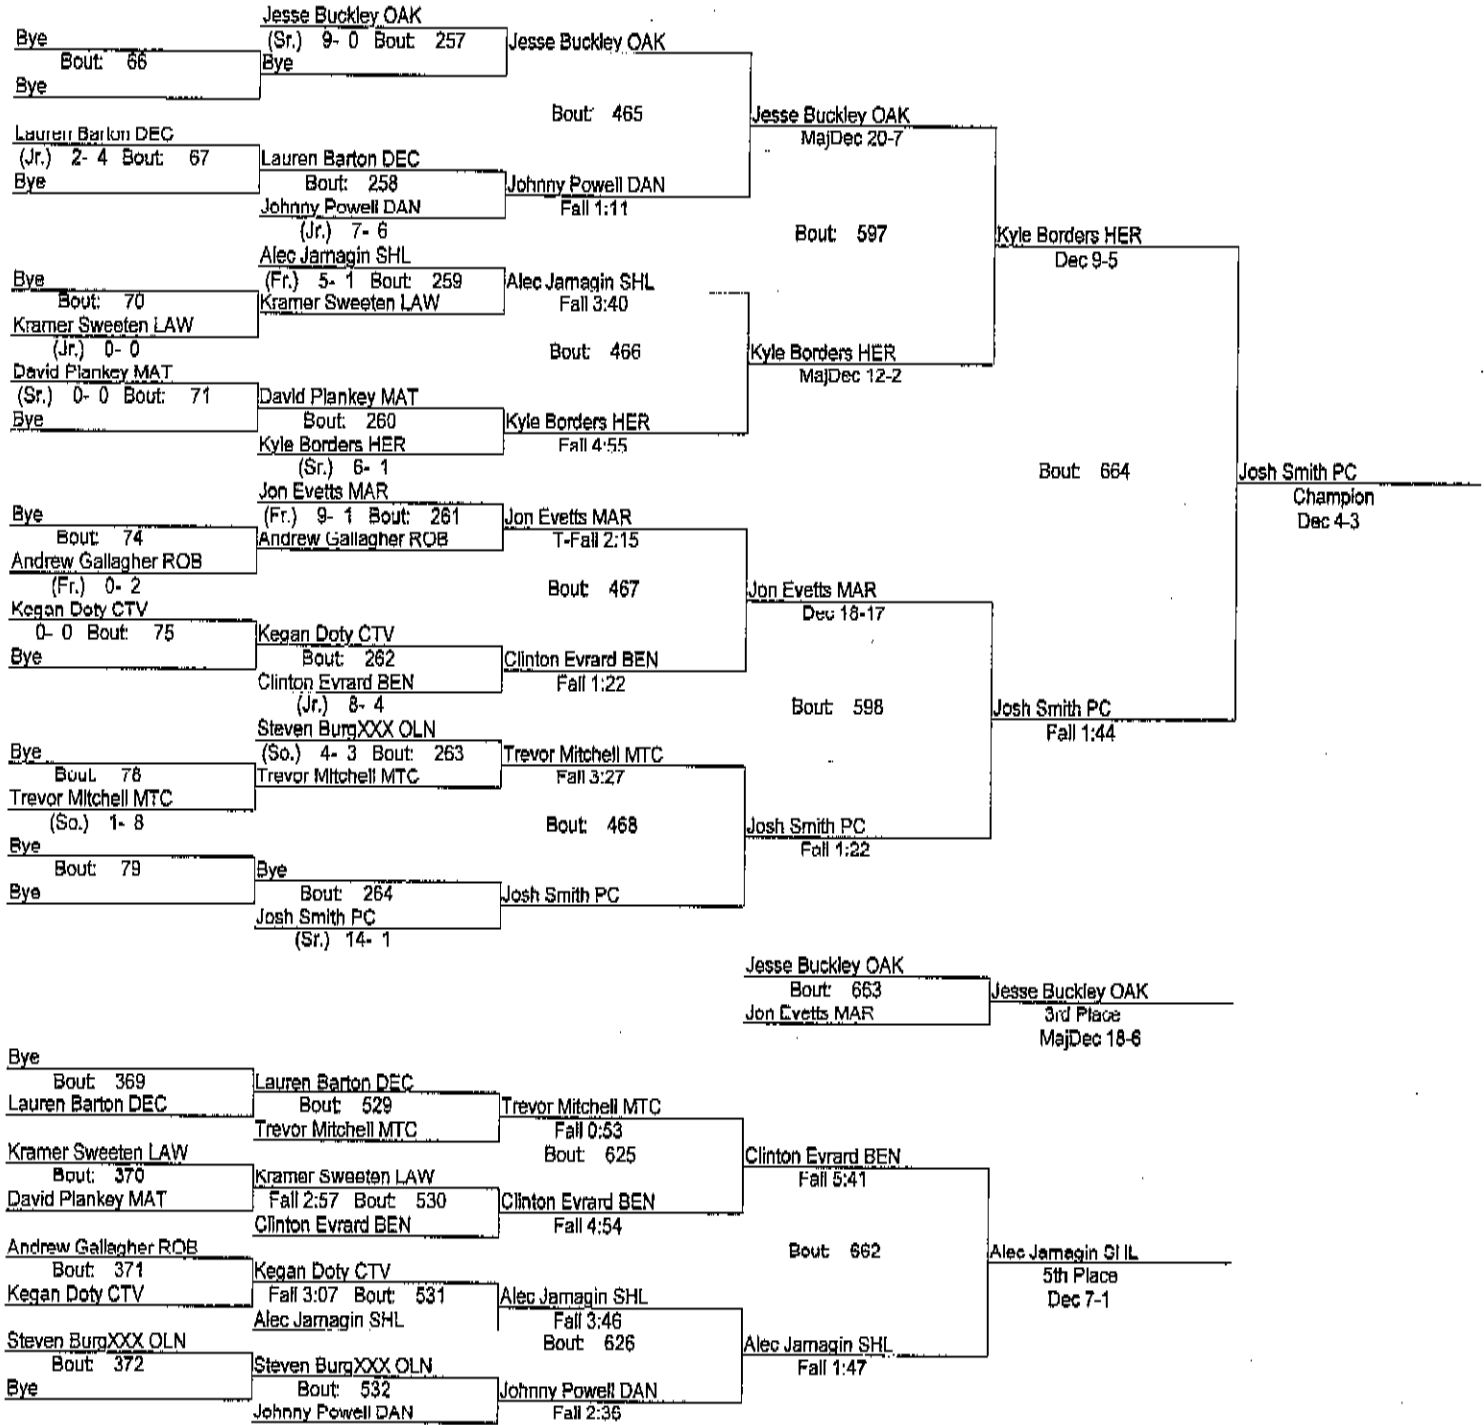 Jesse Buckley OAK
Bye
(Sr.) 9- 0 Bout: 257
Jesse Buckley OAK
Bout: 66
Bye
Bye
Bout: 465
Jesse Buckley OAK
MajDec 20-7
Lauren Barton DEC
(Jr.) 2- 4 Bout: 67
Lauren Barton DEC
Bye
Bout: 258
Johnny Powell DAN
Johnny Powell DAN
Fall 1:11
(Jr.) 7- 6
Bout: 597
Kyle Borders HER
Dec 9-5
Alec Jarnagin SHL
Bye
(Fr.) 5- 1 Bout: 259
Alec Jarnagin SHL
Bout: 70
Kramer Sweeten LAW
Fall 3:40
Kramer Sweeten LAW
(Jr.) 0- 0
Bout: 466
Kyle Borders HER
MajDec 12-2
David Plankey MAT
(Sr.) 0- 0 Bout: 71
David Plankey MAT
Bye
Bout: 260
Kyle Borders HER
Kyle Borders HER
Fall 4:55
(Sr.) 6- 1
Bout: 664
Josh Smith PC
Champion
Dec 4-3
Jon Evetts MAR
Bye
(Fr.) 9- 1 Bout: 261
Jon Evetts MAR
Bout: 74
Andrew Gallagher ROB
T-Fall 2:15
Andrew Gallagher ROB
(Fr.) 0- 2
Bout: 467
Jon Evetts MAR
Dec 18-17
Kegan Doty CTV
0- 0 Bout: 75
Kegan Doty CTV
Bye
Bout: 262
Clinton Evrard BEN
Clinton Evrard BEN
Fall 1:22
(Jr.) 8- 4
Bout: 598
Josh Smith PC
Fall 1:44
Steven BurgXXX OLN
Bye
(So.) 4- 3 Bout: 263
Trevor Mitchell MTC
Bout: 78
Trevor Mitchell MTC
Fall 3:27
Trevor Mitchell MTC
(So.) 1- 8
Bout: 468
Josh Smith PC
Fall 1:22
Bye
Bout: 79
Bye
Bye
Bout: 264
Josh Smith PC
Josh Smith PC
(Sr.) 14- 1
Jesse Buckley OAK
Bout: 663
Jesse Buckley OAK
Jon Evetts MAR
3rd Place
MajDec 18-6
Bye
Bout: 369
Lauren Barton DEC
Lauren Barton DEC
Bout: 529
Trevor Mitchell MTC
Trevor Mitchell MTC
Fall 0:53
Bout: 625
Clinton Evrard BEN
Fall 5:41
Kramer Sweeten LAW
Bout: 370
Kramer Sweeten LAW
David Plankey MAT
Fall 2:57 Bout: 530
Clinton Evrard BEN
Clinton Evrard BEN
Fall 4:54
Bout: 662
Alec Jarnagin SHL
5th Place
Dec 7-1
Andrew Gallagher ROB
Bout: 371
Kegan Doty CTV
Kegan Doty CTV
Fall 3:07 Bout: 531
Alec Jarnagin SHL
Alec Jarnagin SHL
Fall 3:46
Bout: 626
Alec Jarnagin SHL
Fall 1:47
Steven BurgXXX OLN
Bout: 372
Steven BurgXXX OLN
Bye
Bout: 532
Johnny Powell DAN
Johnny Powell DAN
Fall 2:36